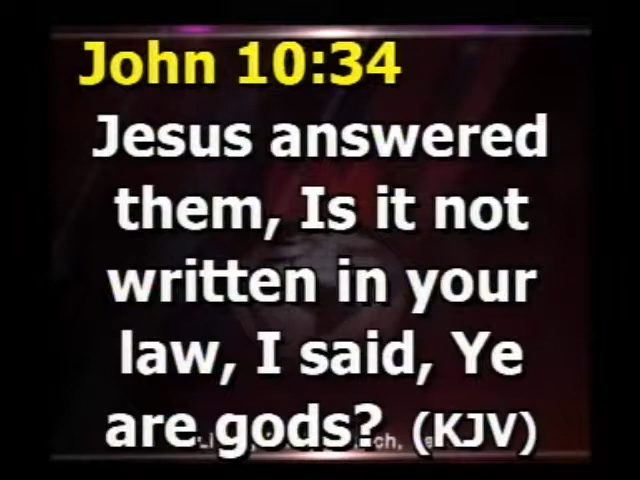 John 10:34
Jesus answered
them, Is it not
written in your
law, I said, Ye
are gods? (KJV)